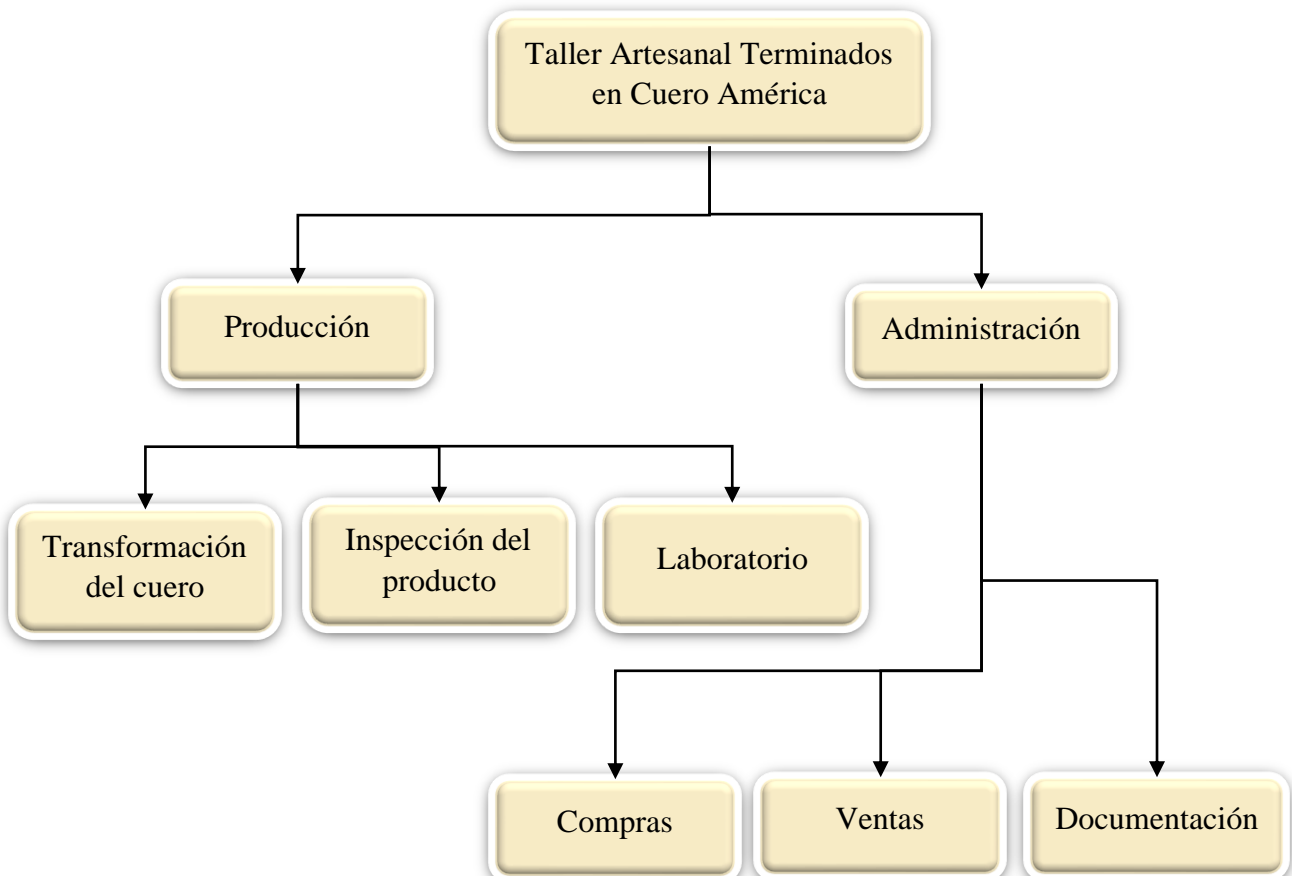 Taller Artesanal Terminados
en Cuero América
Producción
Administración
Transformación
del cuero
Inspección del
producto
Laboratorio
Compras
Ventas
Documentación